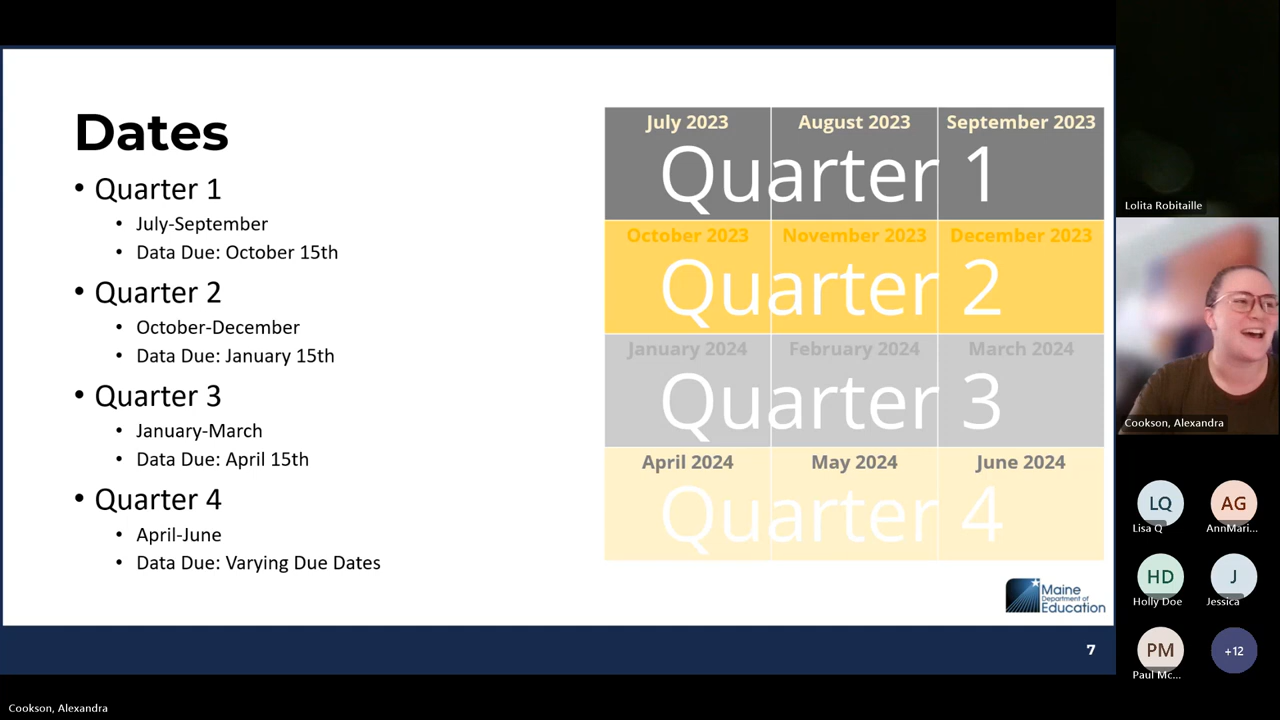 Dates
• Quarter 1
• July-September
• Data Due: October 15th
• Quarter 2
• October-December
• Data Due: January 15th
• Quarter 3
• January-March
• Data Due: April 15th
• Quarter 4
• April-June
• Data Due: Varying Due Dates
July 2023 August 2023 September 2023
Quarter 1
October 2023 November 2023 December 2023
Quarter 2
January 2024 February 2024 March 2024
Quarter 3
April 2024 May 2024 June 2024
Quarter 4
Maine
Department of
Education
7
Lolita Robitaille
Cookson, Alexandra
LQ AG
Lisa Q AnnMari...
HD J
Holly Doe Jessica
PM +12
Paul Mc...
Cookson, Alexandra